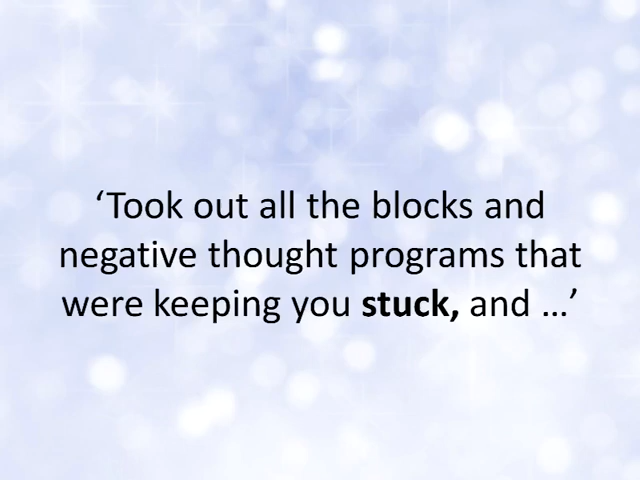 ‘Took out all the blocks and
negative thought programs that
were keeping you stuck, and …’